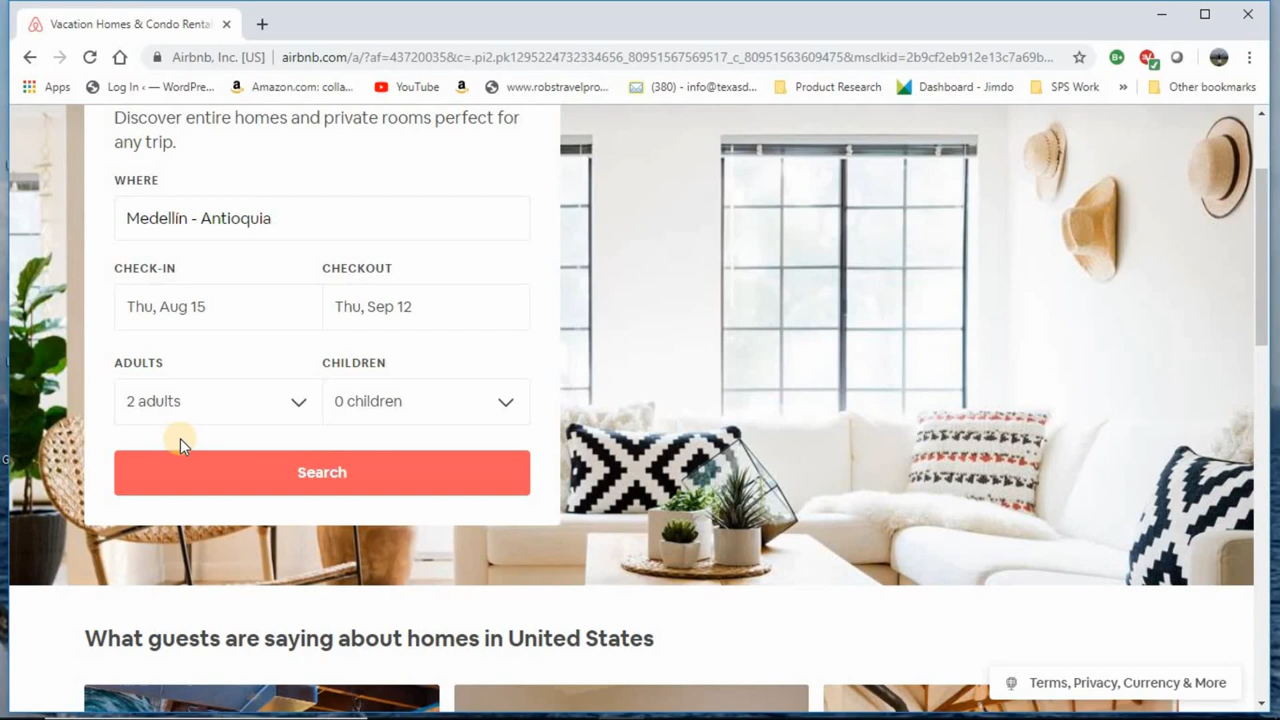 Vacation Homes & Condo Renta
Airbnb, Inc. [US] | airbnb.com/a/?af=43720035&c=.pi2.pk1295224732334656_80951567569517_c_80951563609475&msclkid=2b9cf2eb912e13c7a69b...
Apps Log In ‹ — WordPre... Amazon.com: colla... YouTube www.robstravelpro... (380) - info@texasd... Product Research Dashboard - Jimdo SPS Work » Other bookmarks
Discover entire homes and private rooms perfect for
any trip.
WHERE
Medellín - Antioquia
CHECK-IN CHECKOUT
Thu, Aug 15 Thu, Sep 12
ADULTS CHILDREN
2 adults 0 children
Search
What guests are saying about homes in United States
Terms, Privacy, Currency & More